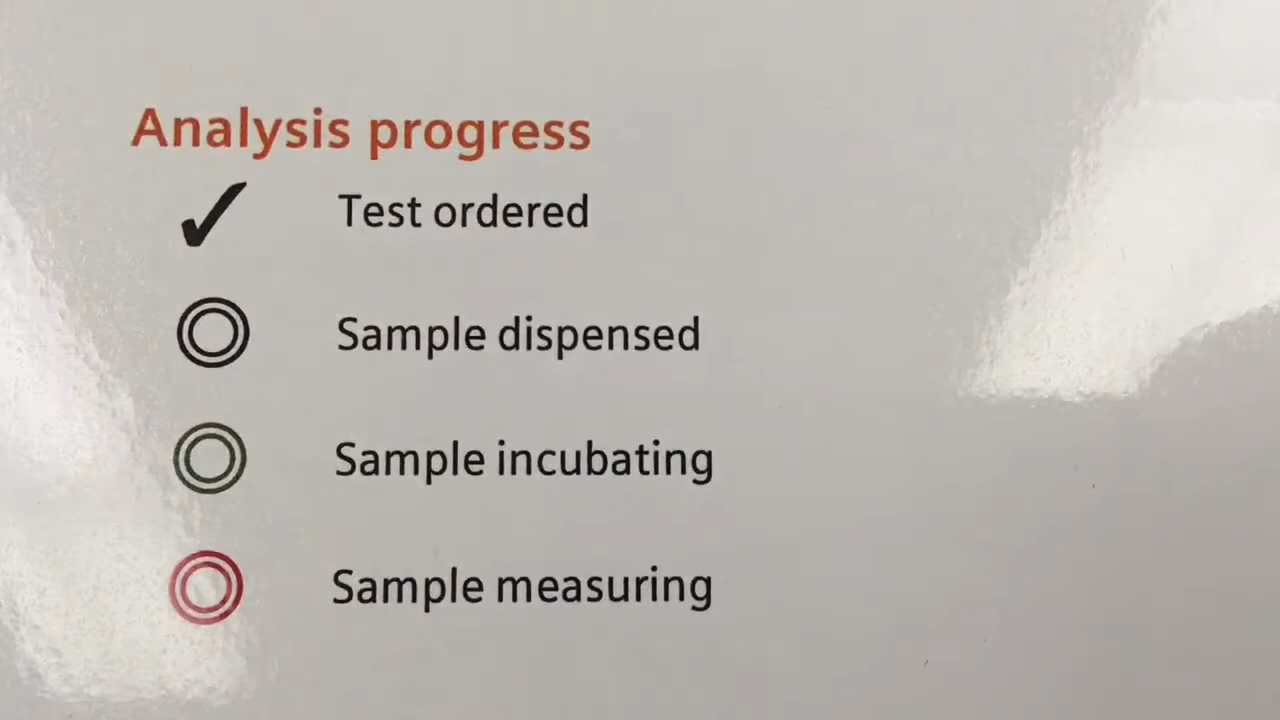 Analysis progress
Test ordered
Sample dispensed
Sample incubating
Sample measuring